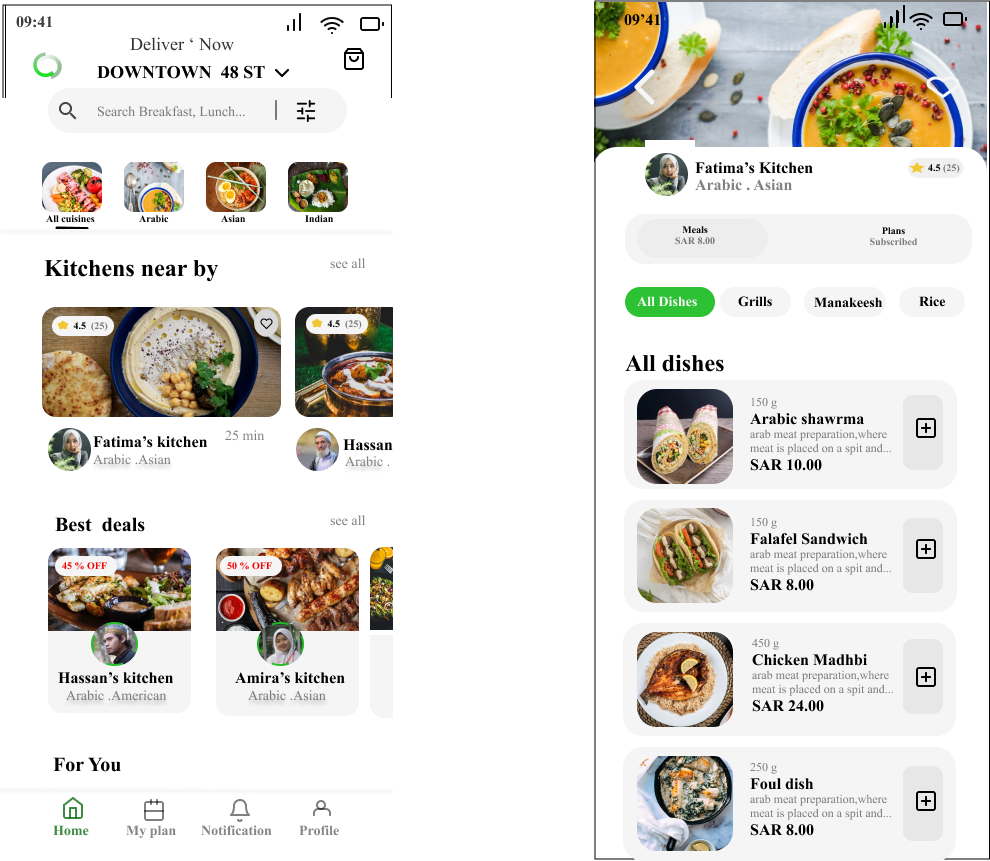 09:41
Deliver ‘ Now
DOWNTOWN 48 ST
Search Breakfast, Lunch...
All cuisines
Arabic
Asian
Indian
Kitchens near by
see all
4.5 (25)
4.5 (25)
Fatima’s kitchen
25 min
Arabic .Asian
Hassan
Arabic .
Best deals
see all
45 % OFF
50 % OFF
Hassan’s kitchen
Arabic .American
Amira’s kitchen
Arabic .Asian
For You
Home
My plan
Notification
Profile
09’41
Fatima’s Kitchen
Arabic . Asian
4.5 (25)
Meals
SAR 8.00
Plans
Subscribed
All Dishes
Grills
Manakeesh
Rice
All dishes
150 g
Arabic shawrma
arab meat preparation,where
meat is placed on a spit and...
SAR 10.00
150 g
Falafel Sandwich
arab meat preparation,where
meat is placed on a spit and...
SAR 8.00
450 g
Chicken Madhbi
arab meat preparation,where
meat is placed on a spit and...
SAR 24.00
250 g
Foul dish
arab meat preparation,where
meat is placed on a spit and...
SAR 8.00